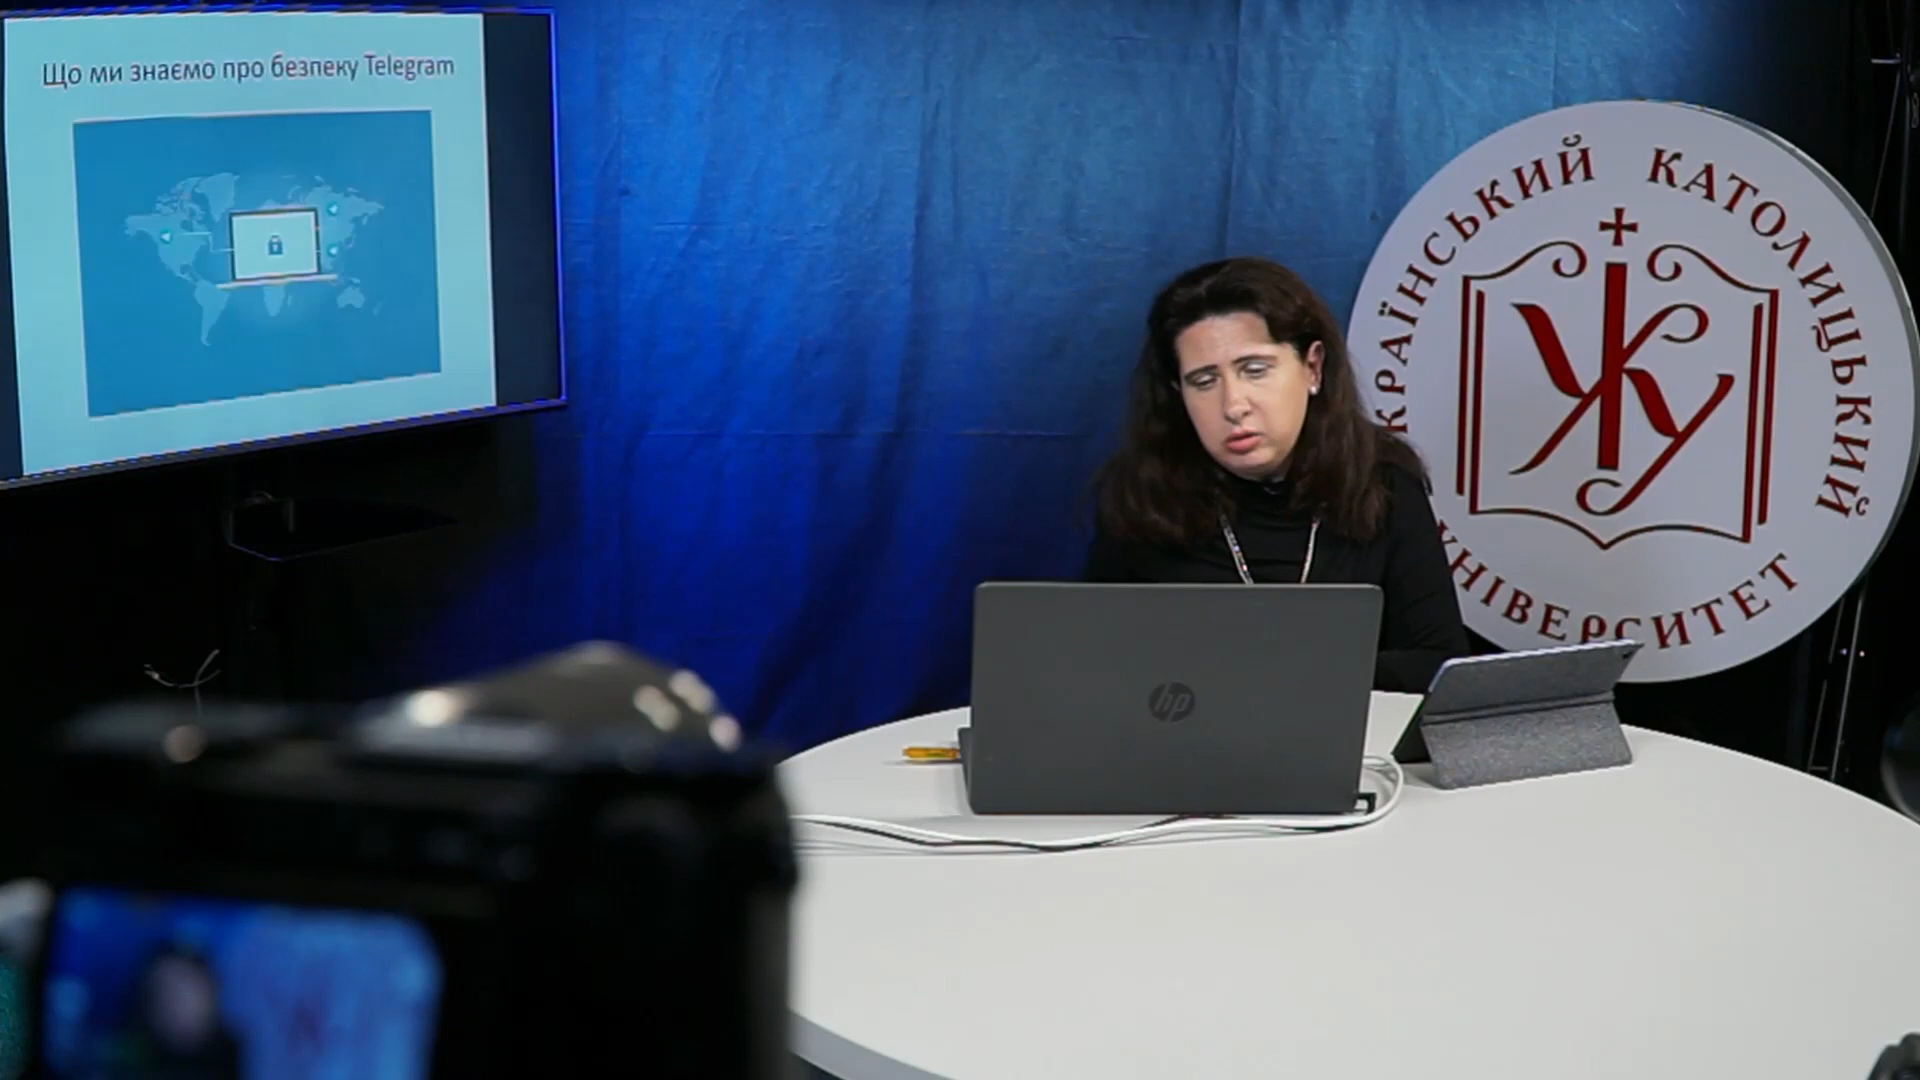 Що ми знаємо про безпеку Telegram
УКРАЇНСЬКИЙ КАТОЛИЦЬКИЙ
УНІВЕРСИТЕТ
УКУ
hp